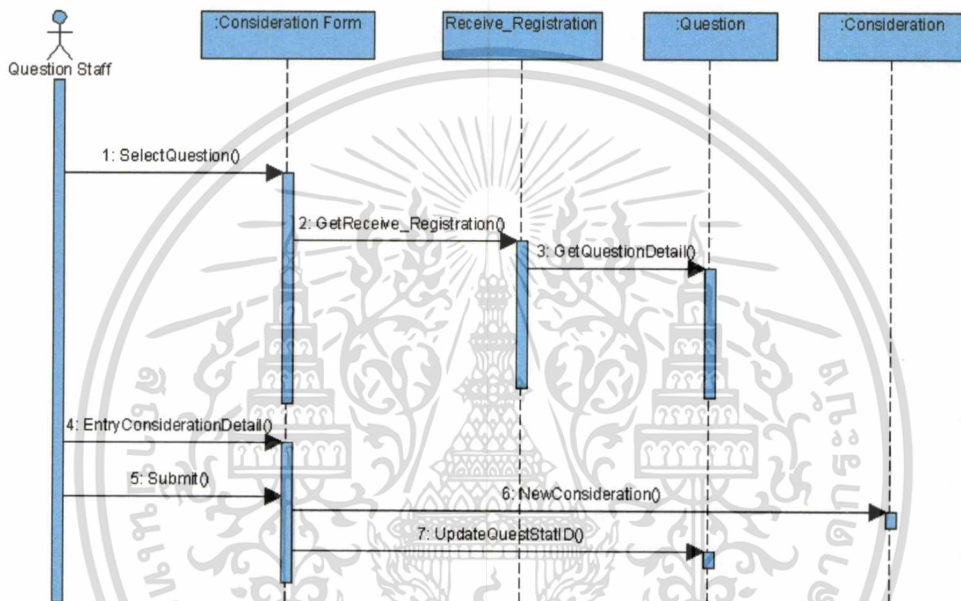 :Consideration Form
Receive_Registration
:Question
:Consideration
Question Staff
1: SelectQuestion()
2: GetReceive_Registration()
3: GetQuestionDetail()
4: EntryConsiderationDetail()
5: Submit()
6: NewConsideration()
7: UpdateQuestStatID()